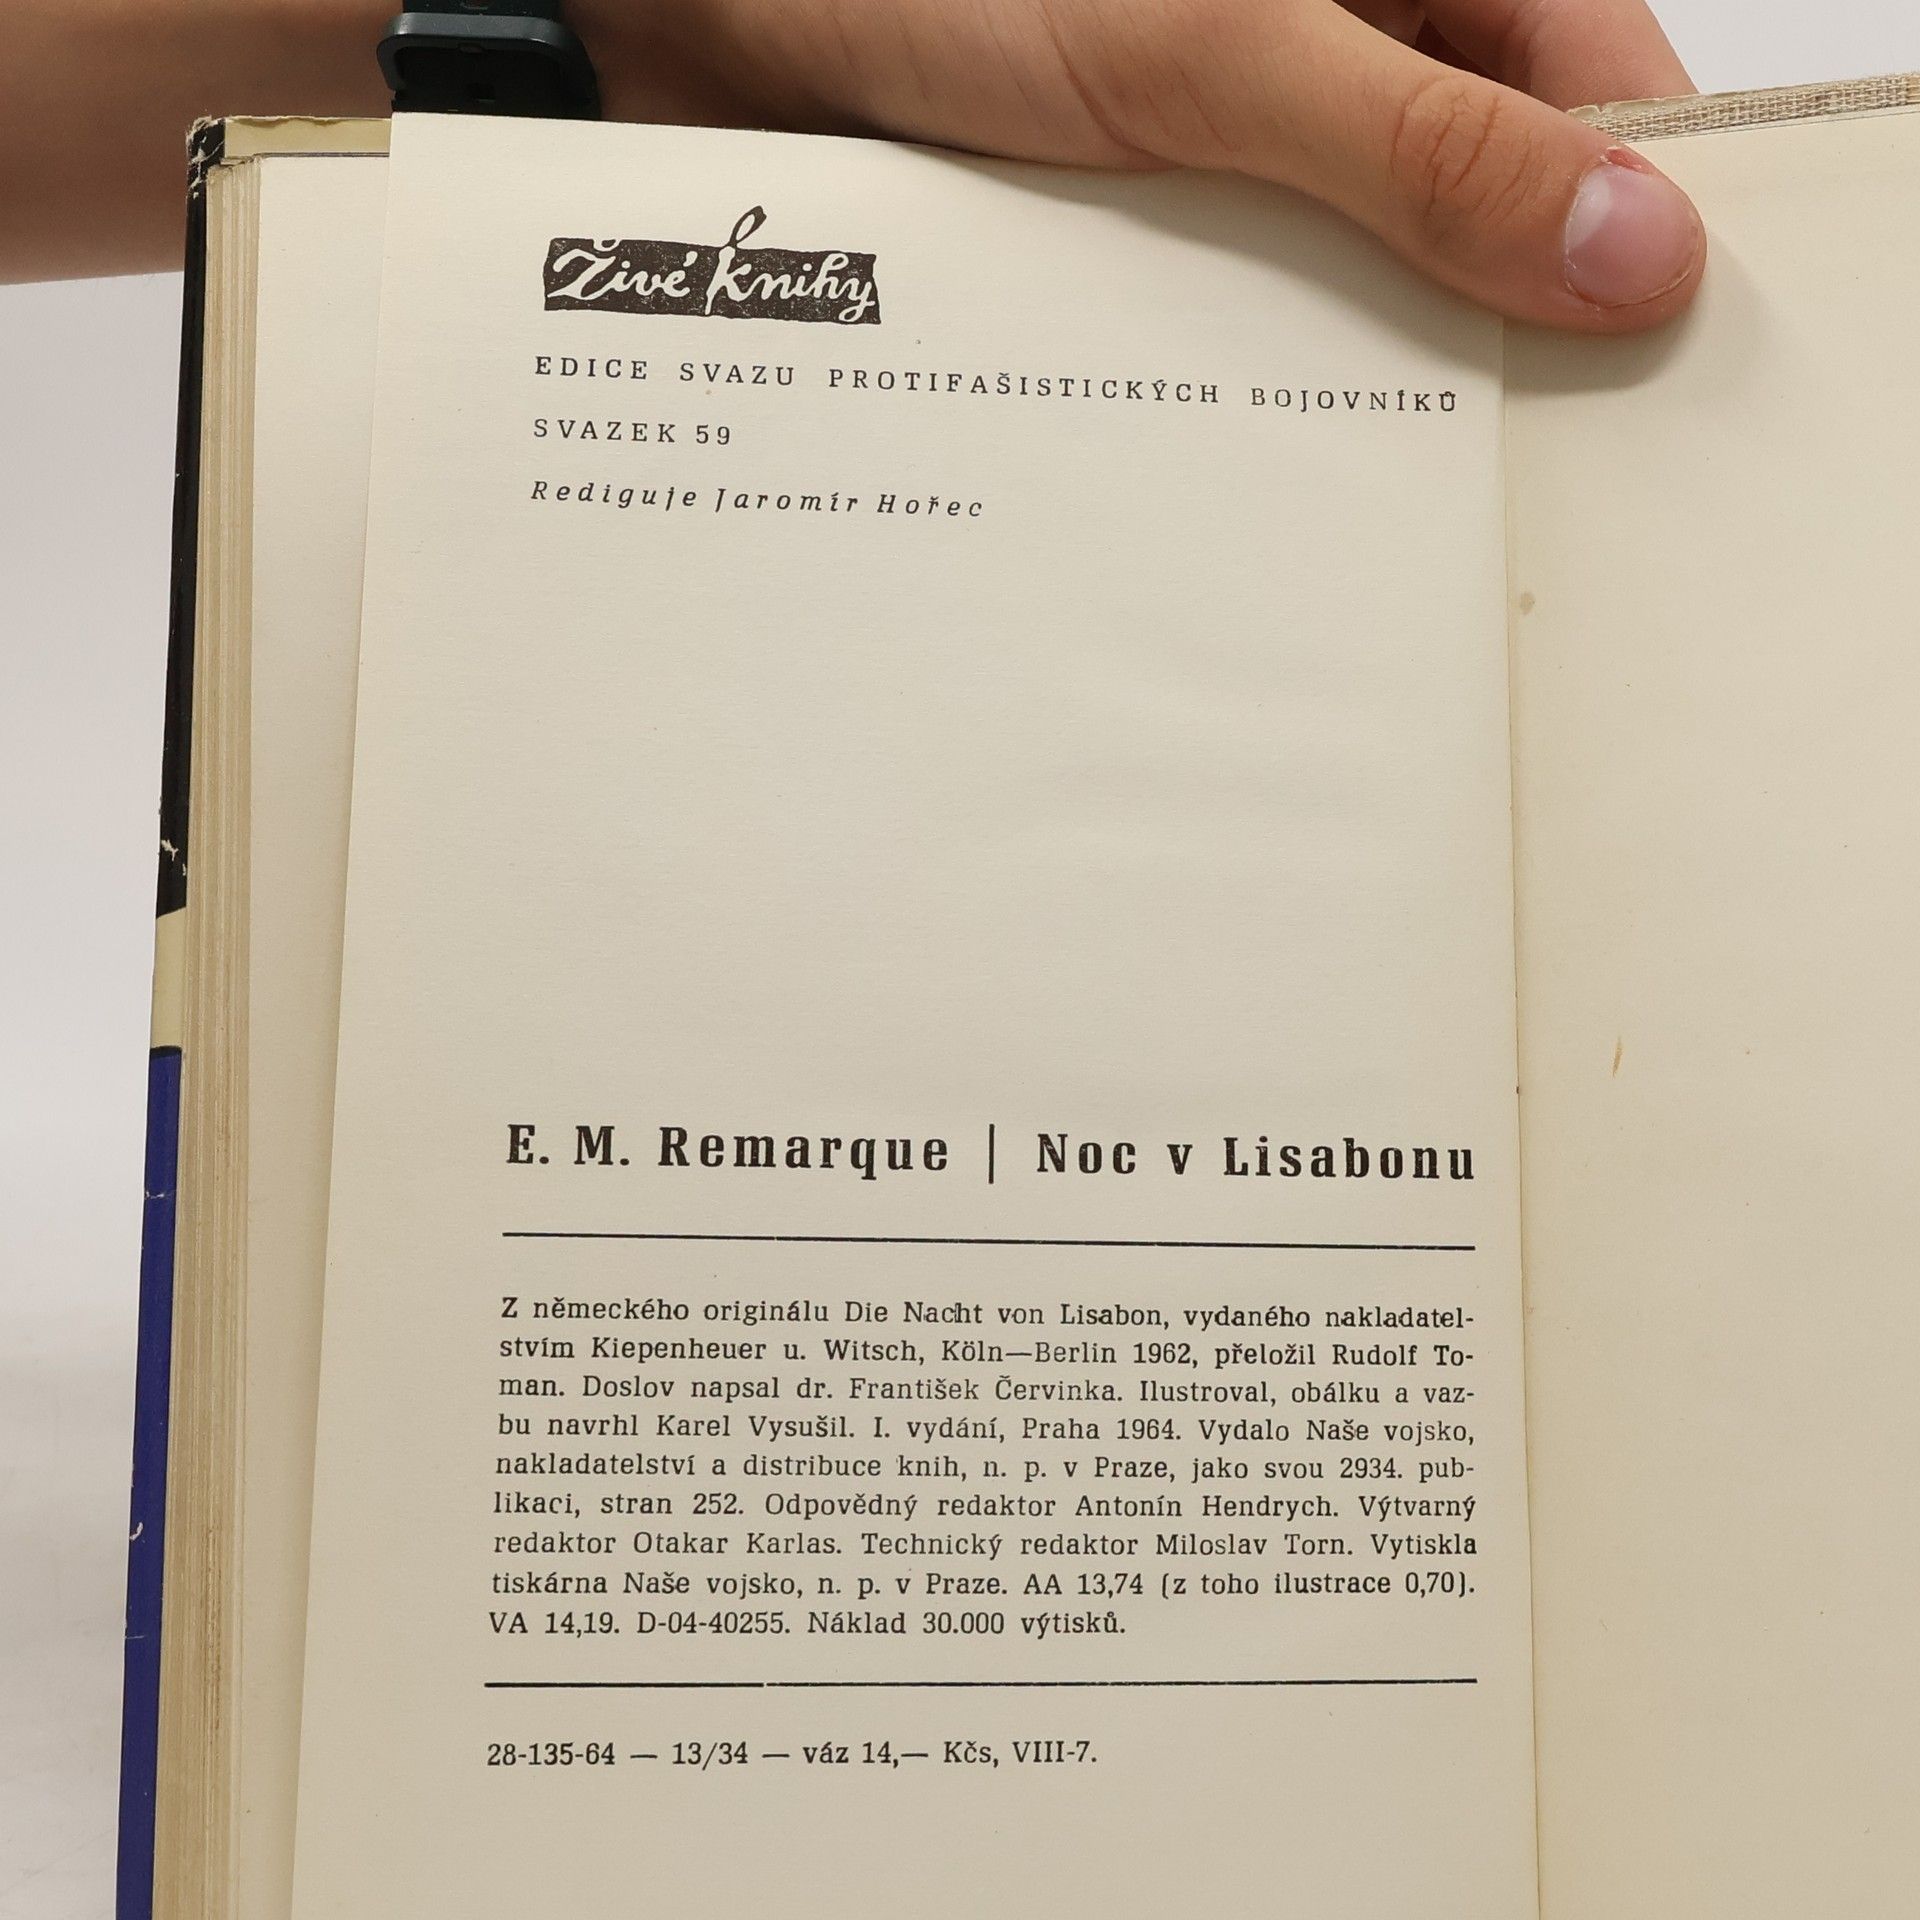 Živé knihy
EDICE SVAZU PROTIFAŠISTICKÝCH BOJOVNÍKŮ
SVAZEK 59
Rediguje Jaromír Hořec
E. M. Remarque | Noc v Lisabonu
Z německého originálu Die Nacht von Lisabon, vydaného nakladatel-
stvím Kiepenheuer u. Witsch, Köln—Berlin 1962, přeložil Rudolf To-
man. Doslov napsal dr. František Červinka. Ilustroval, obálku a vaz-
bu navrhl Karel Vysušil. I. vydání, Praha 1964. Vydalo Naše vojsko,
nakladatelství a distribuce knih, n. p. v Praze, jako svou 2934. pub-
likaci, stran 252. Odpovědný redaktor Antonín Hendrych. Výtvarný
redaktor Otakar Karlas. Technický redaktor Miloslav Torn. Vytiskla
tiskárna Naše vojsko, n. p. v Praze. AA 13,74 (z toho ilustrace 0,70).
VA 14,19. D-04-40255. Náklad 30.000 výtisků.
28-135-64 — 13/34 — váz 14,— Kčs, VIII-7.